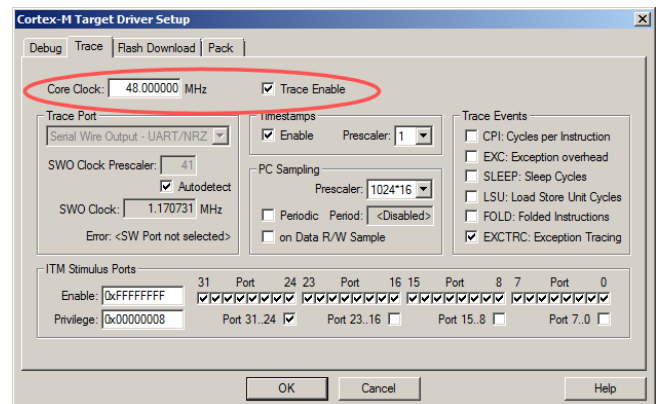 Cortex-M Target Driver Setup
Debug Trace Flash Download Pack
Core Clock: 48.000000 MHz Trace Enable
Trace Port
Serial Wire Output - UART/NRZ
SWO Clock Prescaler: 41
Autodetect
SWO Clock: 1.170731 MHz
Error: <SW Port not selected>
Timestamps
Enable Prescaler: 1
PC Sampling
Prescaler: 1024*16
Periodic Period: <Disabled>
on Data R/W Sample
Trace Events
CPI: Cycles per Instruction
EXC: Exception overhead
SLEEP: Sleep Cycles
LSU: Load Store Unit Cycles
FOLD: Folded Instructions
EXCTRC: Exception Tracing
ITM Stimulus Ports
31 Port 24 23 Port 16 15 Port 8 7 Port 0
Enable: 0xFFFFFFFF
Privilege: 0x00000008 Port 31..24 Port 23..16 Port 15..8 Port 7..0
OK Cancel Help